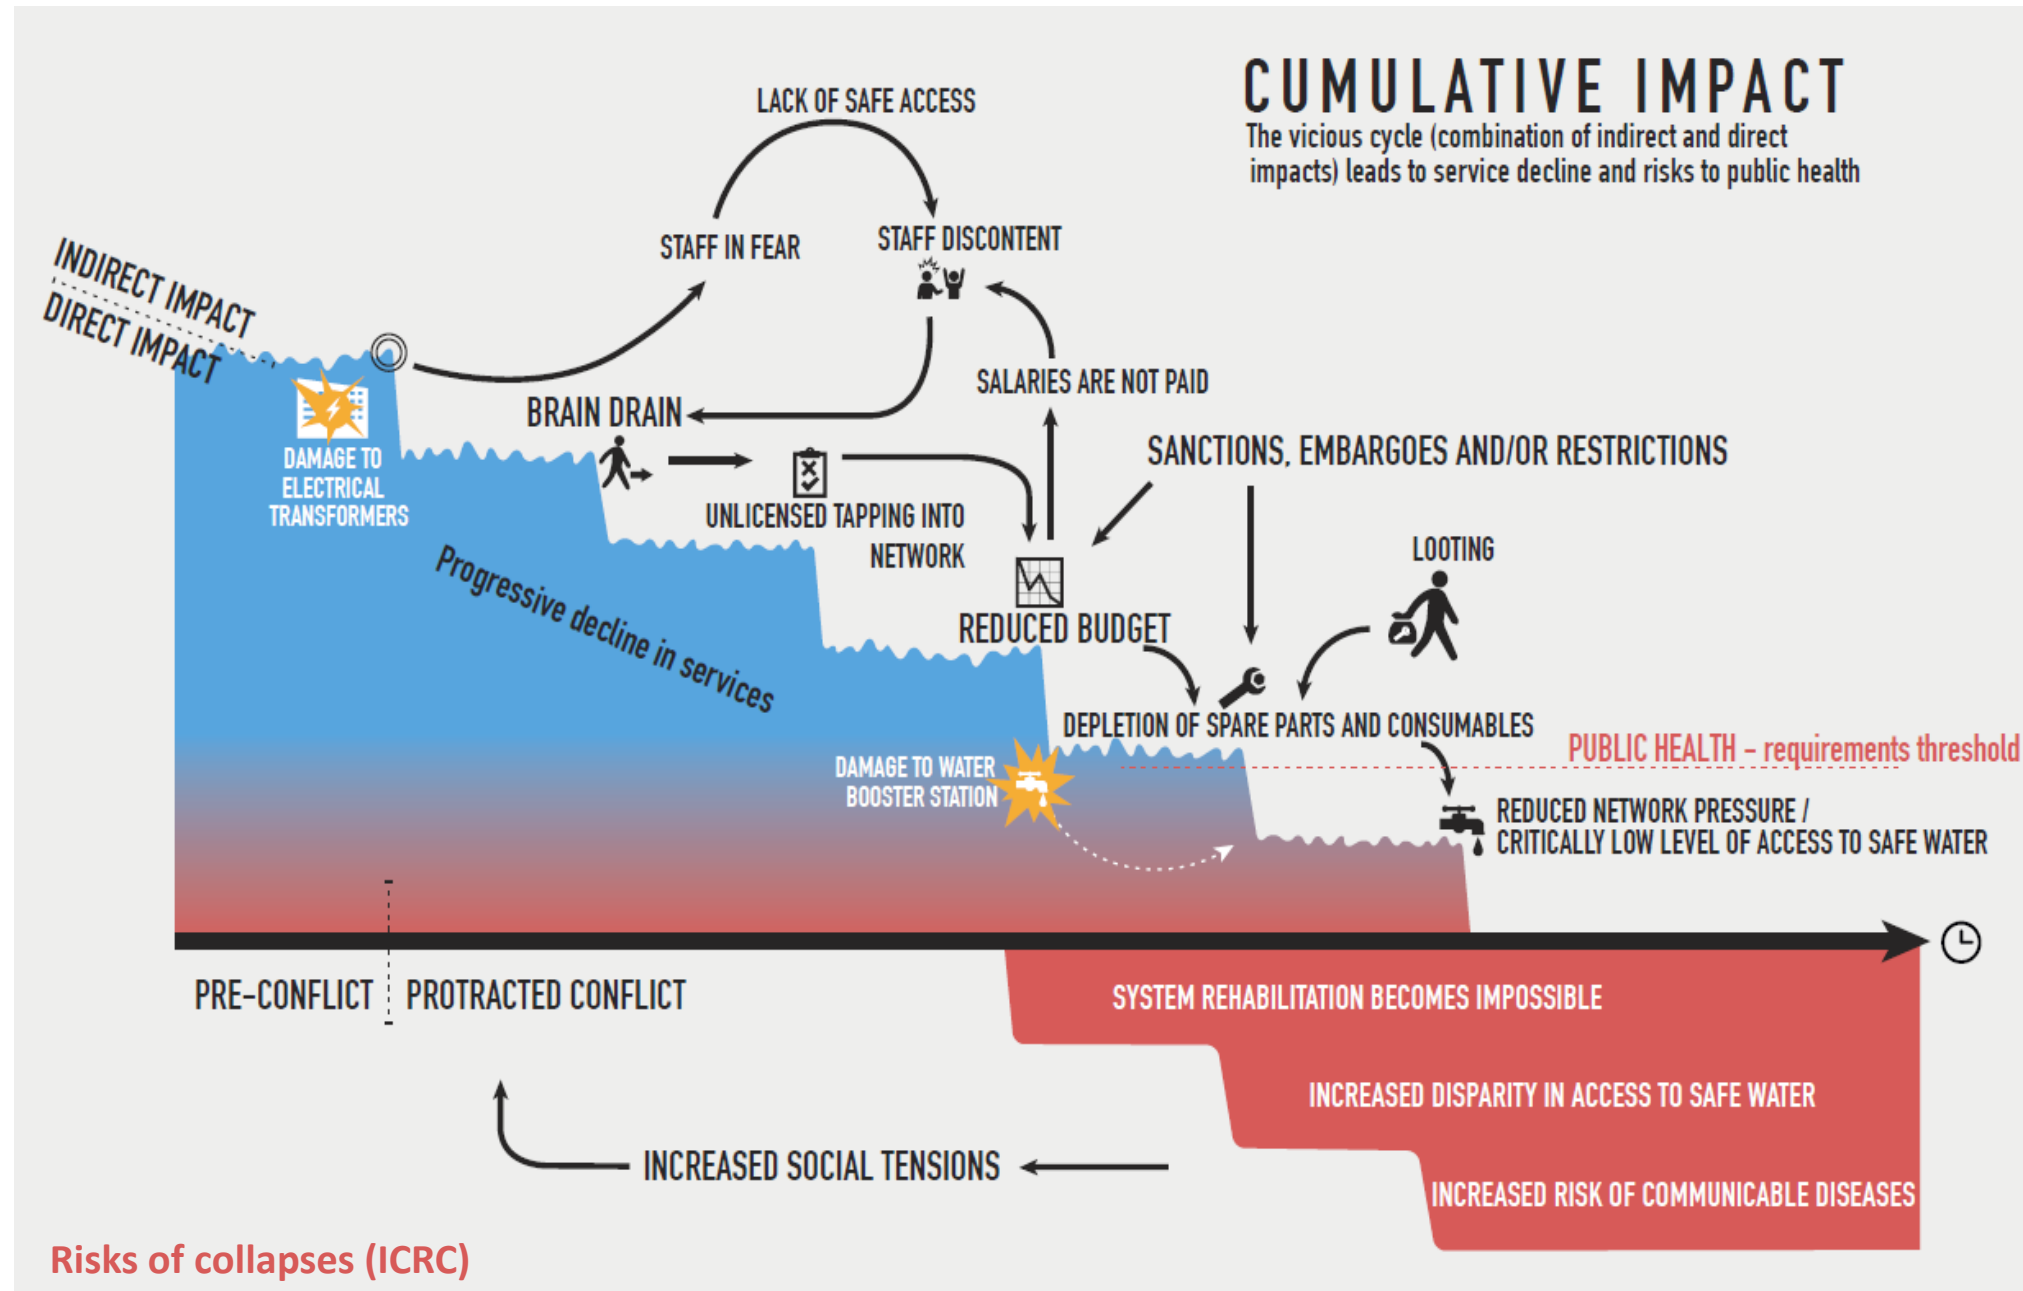 CUMULATIVE IMPACT
The vicious cycle (combination of indirect and direct
impacts) leads to service decline and risks to public health
LACK OF SAFE ACCESS
STAFF IN FEAR
STAFF DISCONTENT
INDIRECT IMPACT
DIRECT IMPACT
SALARIES ARE NOT PAID
BRAIN DRAIN
SANCTIONS, EMBARGOES AND/OR RESTRICTIONS
DAMAGE TO
ELECTRICAL
TRANSFORMERS
UNLICENSED TAPPING INTO
NETWORK
LOOTING
Progressive decline in services
REDUCED BUDGET
DEPLETION OF SPARE PARTS AND CONSUMABLES
PUBLIC HEALTH - requirements threshold
DAMAGE TO WATER
BOOSTER STATION
REDUCED NETWORK PRESSURE /
CRITICALLY LOW LEVEL OF ACCESS TO SAFE WATER
PRE-CONFLICT
PROTRACTED CONFLICT
SYSTEM REHABILITATION BECOMES IMPOSSIBLE
INCREASED DISPARITY IN ACCESS TO SAFE WATER
INCREASED SOCIAL TENSIONS
INCREASED RISK OF COMMUNICABLE DISEASES
Risks of collapses (ICRC)